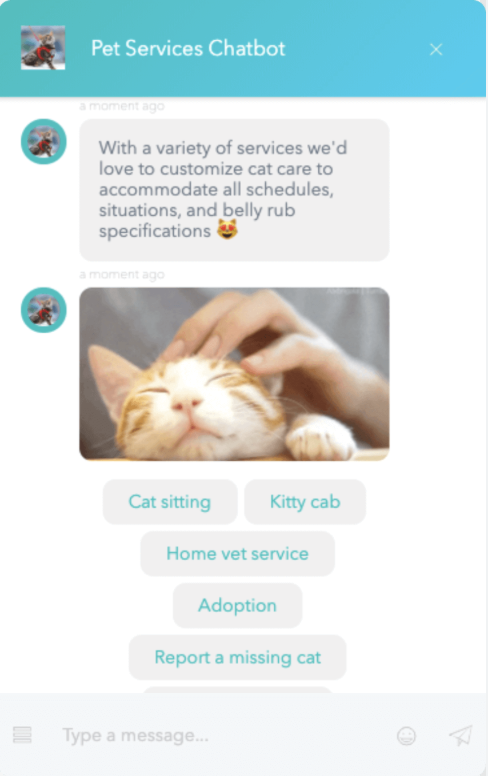 Pet Services Chatbot
a moment ago
With a variety of services we'd
love to customize cat care to
accommodate all schedules,
situations, and belly rub
specifications 😻
a moment ago
Cat sitting
Kitty cab
Home vet service
Adoption
Report a missing cat
Type a message...